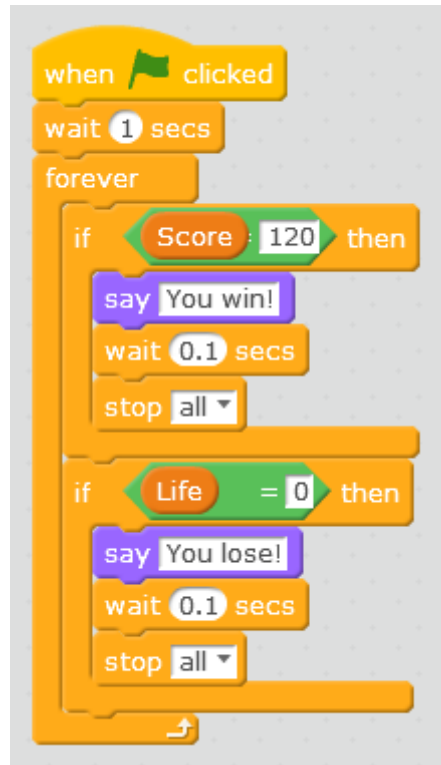 when clicked
wait 1 secs
forever
if Score = 120 then
say You win!
wait 0.1 secs
stop all
if Life = 0 then
say You lose!
wait 0.1 secs
stop all